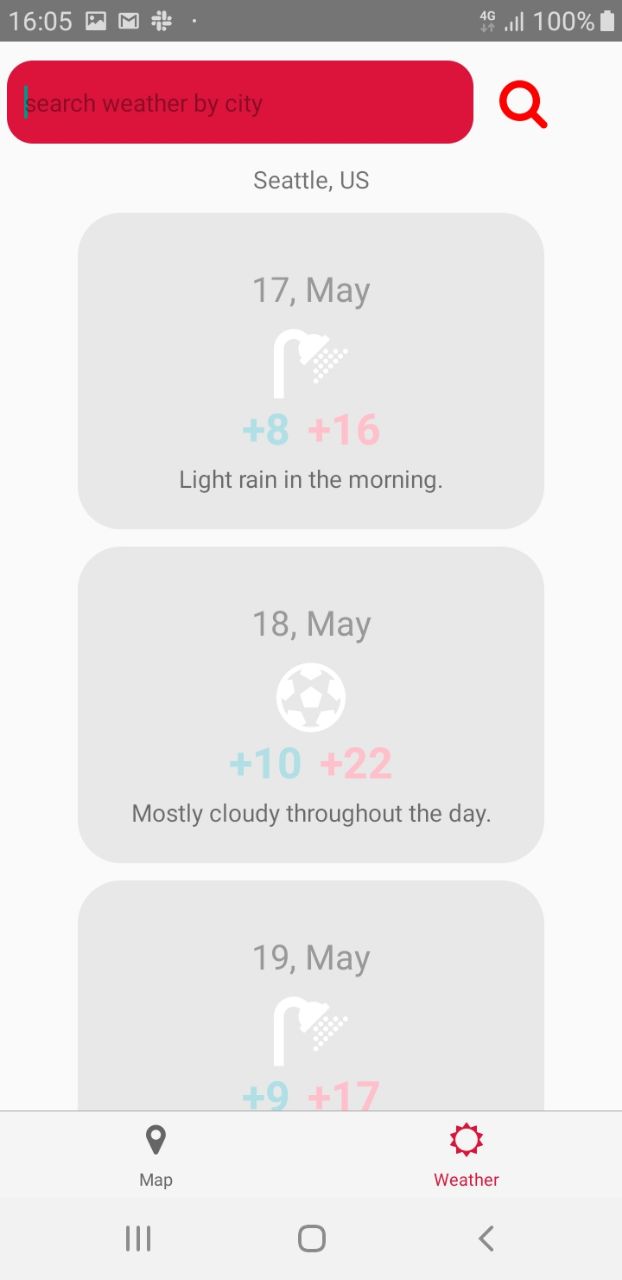 16:05 4G 100%
search weather by city
Seattle, US
17, May
+8 +16
Light rain in the morning.
18, May
+10 +22
Mostly cloudy throughout the day.
19, May
+9 +17
Map Weather